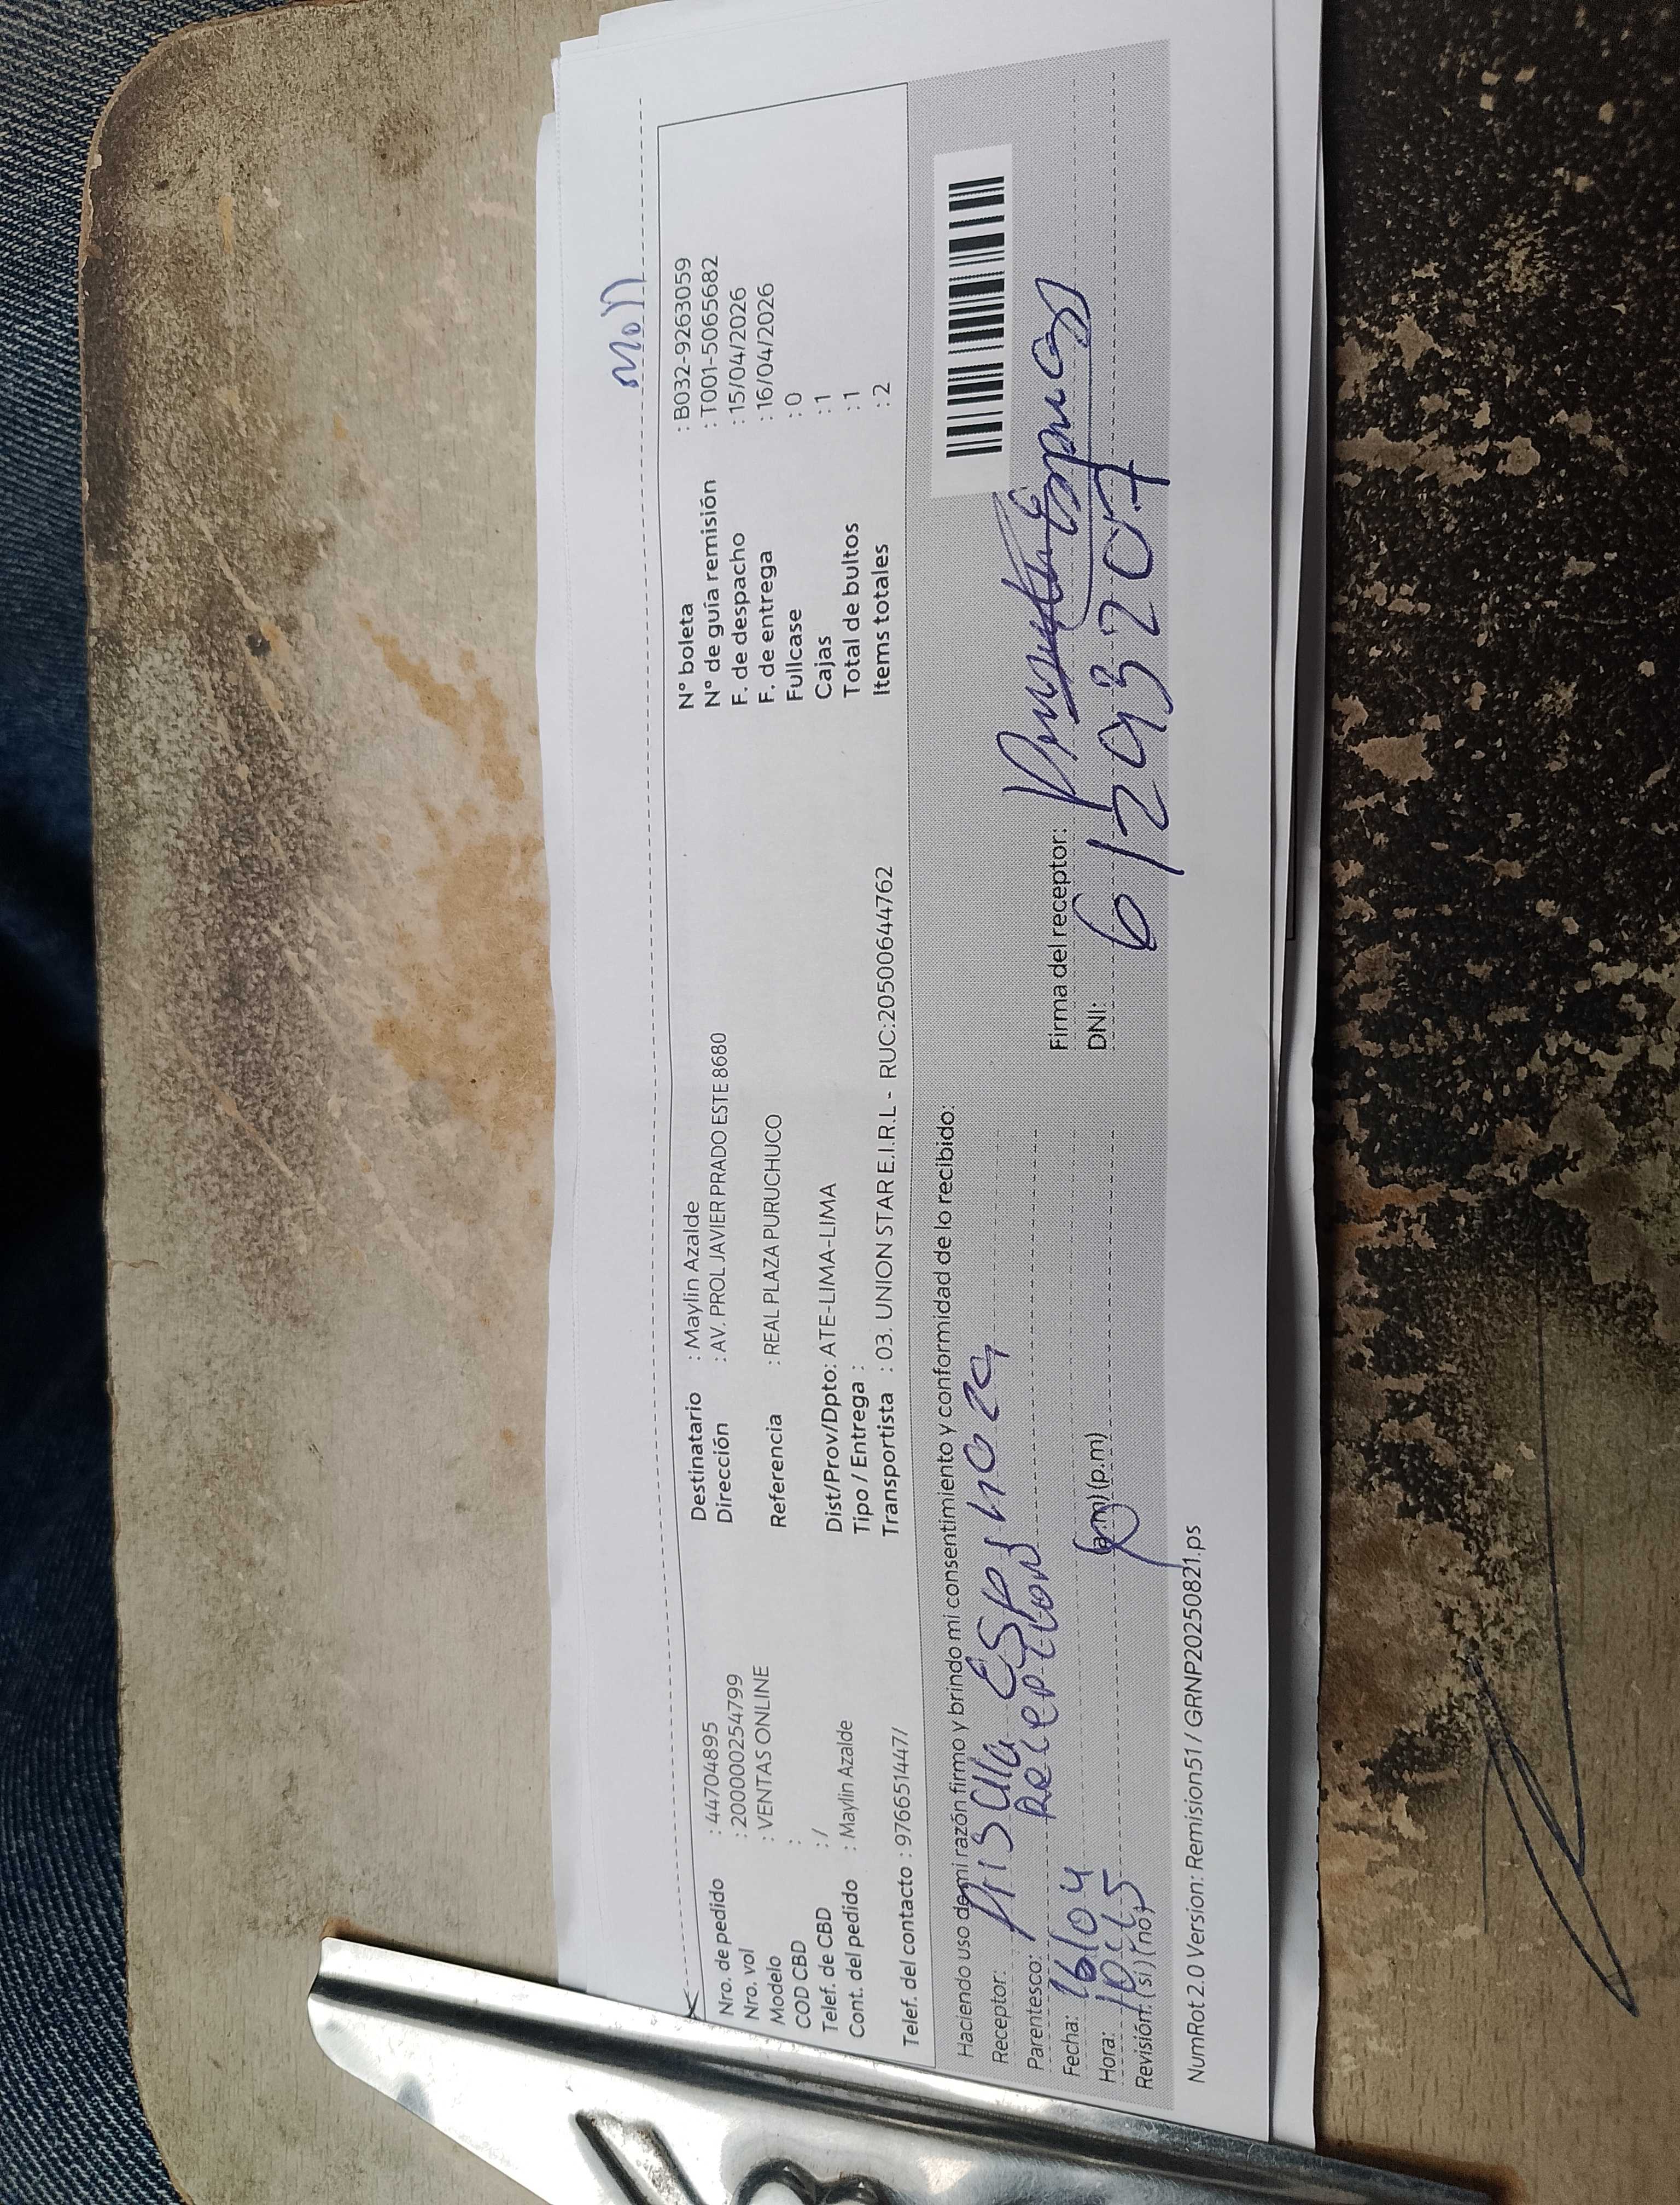 Moll
Nro. de pedido : 447048​95
Nro. vol : 200000254799
Modelo : VENTAS ONLINE
COD CBD :
Telef. de CBD : /
Cont. del pedido : Maylin Azalde
Telef. del contacto : 976651447/
Destinatario : Maylin Azalde
Dirección : AV. PROL JAVIER PRADO ESTE 8680
Referencia : REAL PLAZA PURUCHUCO
Dist/Prov/Dpto: ATE-LIMA-LIMA
Tipo / Entrega :
Transportista : 03. UNION STAR E.I.R.L - RUC:20500644762
N° boleta : B032-9263059
N° de guía remisión : T001-5065682
F. de despacho : 15/04/2026
F. de entrega : 16/04/2026
Fullcase : 0
Cajas : 1
Total de bultos : 1
Items totales : 2
Haciendo uso de mi razón firmo y brindo mi consentimiento y conformidad de lo recibido:
Receptor: Priscila Espinoza
Parentesco: Recepcion
Fecha: 16/04
Hora: 10:15 (a.m) (p.m)
Revisión: (si) (no)
Firma del receptor:
DNI: 61293207
NumRot 2.0 Version: Remision51 / GRNP20250821.ps